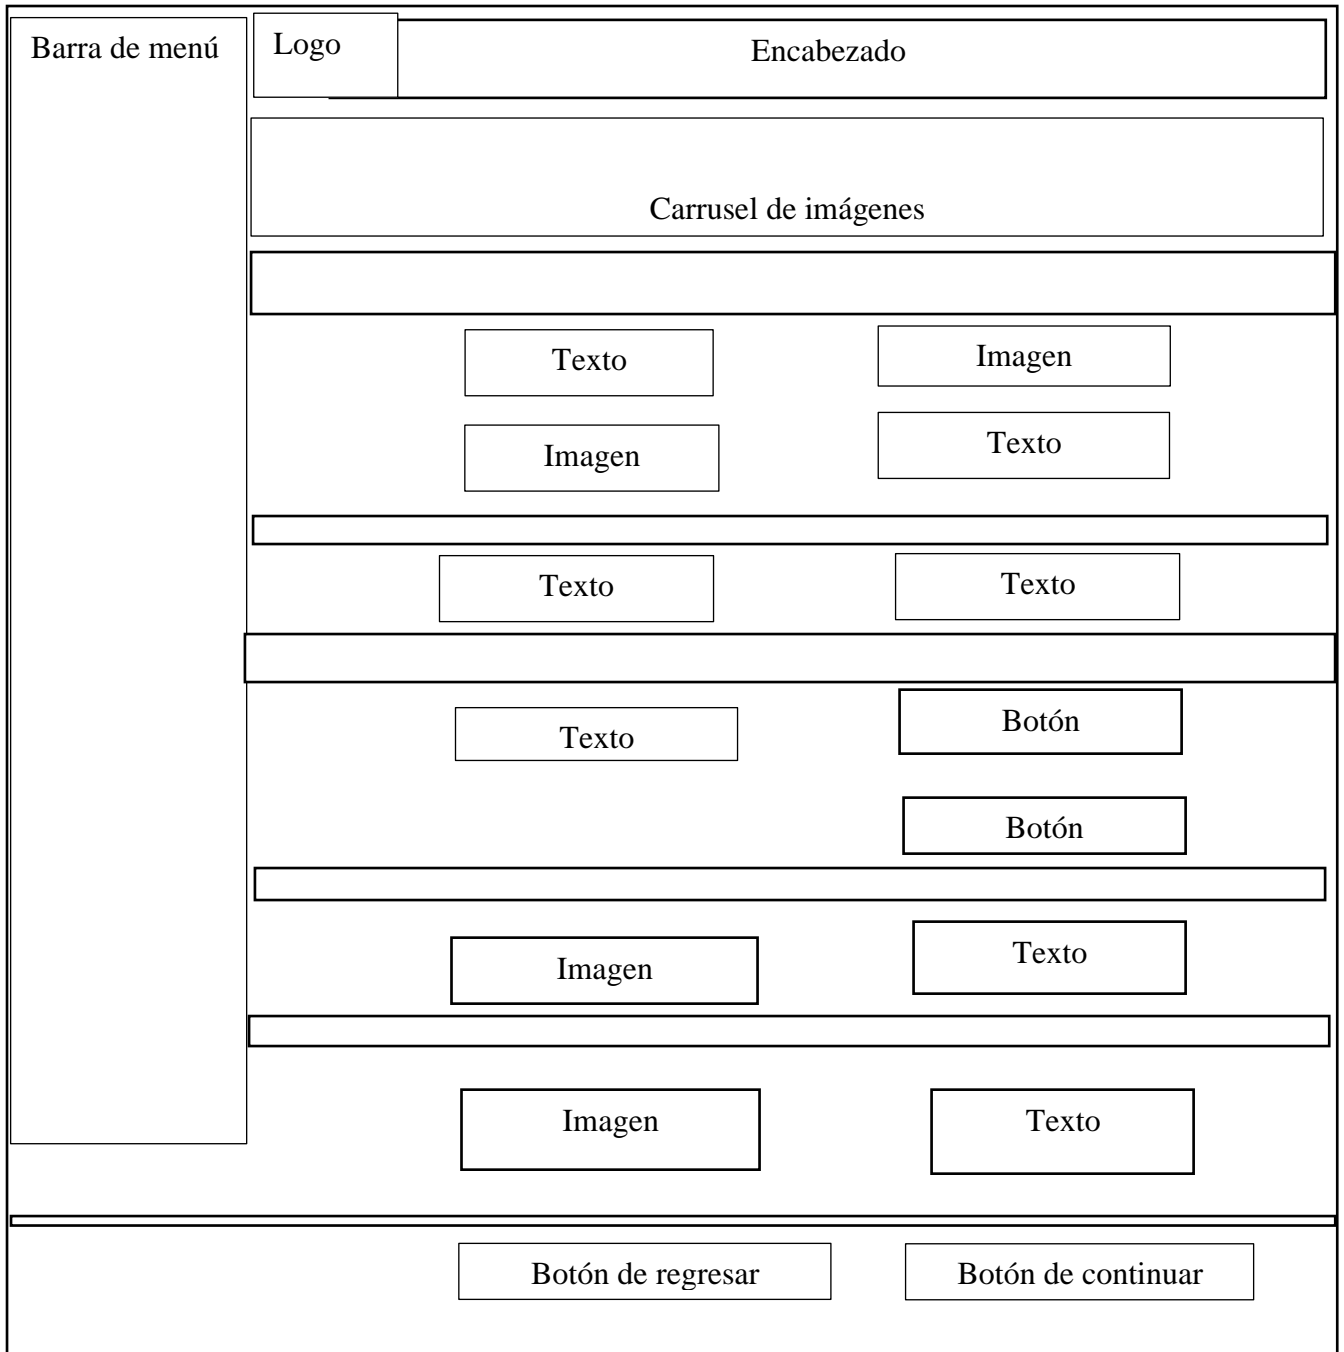 Barra de menú
Logo
Encabezado
Carrusel de imágenes
Texto
Imagen
Imagen
Texto
Texto
Texto
Texto
Botón
Botón
Imagen
Texto
Imagen
Texto
Botón de regresar
Botón de continuar